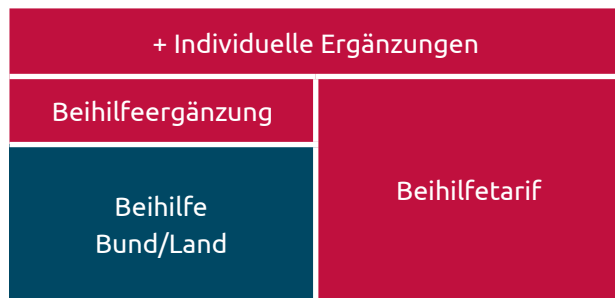 + Individuelle Ergänzungen
Beihilfeergänzung
Beihilfe
Bund/Land
Beihilfetarif